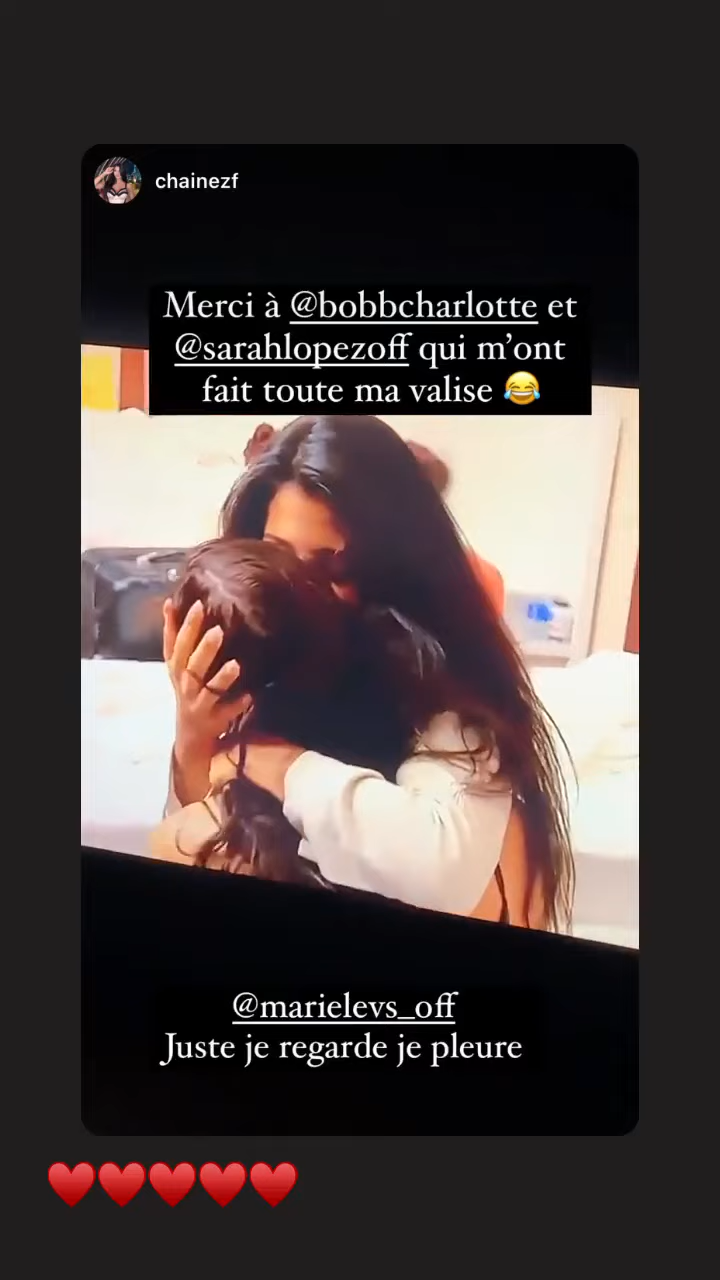 chainezf
Merci à @bobbcharlotte et
@sarahlopezoff qui m’ont
fait toute ma valise 😂
@marielevs_off
Juste je regarde je pleure
♥️♥️♥️♥️♥️